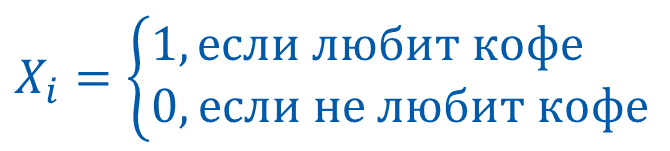 X_i = {1, если любит кофе
0, если не любит кофе